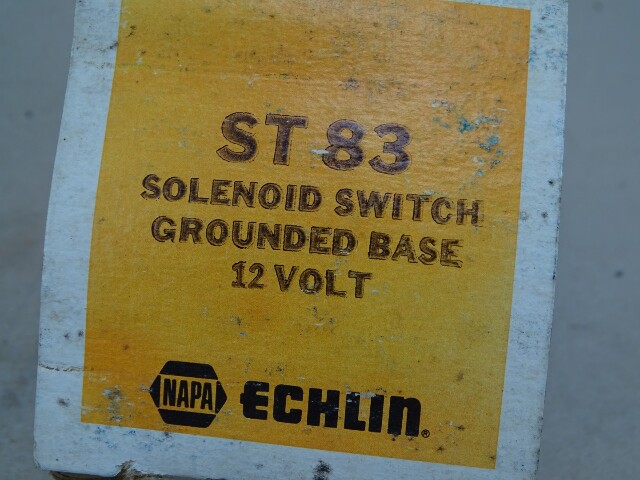 ST 83
SOLENOID SWITCH
GROUNDED BASE
12 VOLT
NAPA ECHLIN®